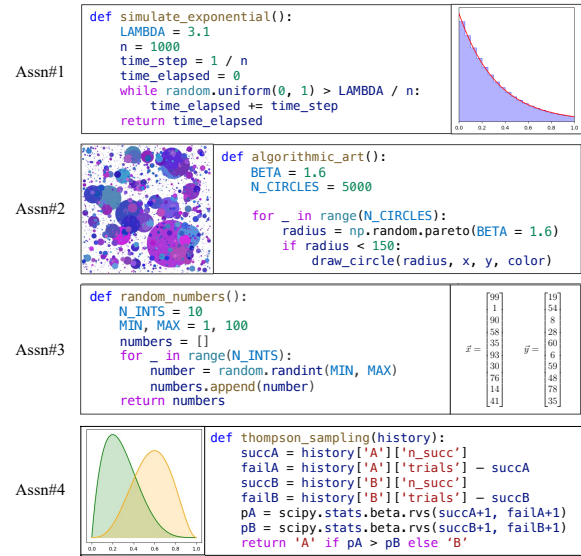 Assn#1
def simulate_exponential():
LAMBDA = 3.1
n = 1000
time_step = 1 / n
time_elapsed = 0
while random.uniform(0, 1) > LAMBDA / n:
time_elapsed += time_step
return time_elapsed
0.0 0.2 0.4 0.6 0.8 1.0
Assn#2
def algorithmic_art():
BETA = 1.6
N_CIRCLES = 5000
for _ in range(N_CIRCLES):
radius = np.random.pareto(BETA = 1.6)
if radius < 150:
draw_circle(radius, x, y, color)
Assn#3
def random_numbers():
N_INTS = 10
MIN, MAX = 1, 100
numbers = []
for _ in range(N_INTS):
number = random.randint(MIN, MAX)
numbers.append(number)
return numbers
x⃗ =
99
1
90
58
35
93
30
76
14
41
y⃗ =
19
54
8
28
60
6
59
48
78
35
Assn#4
0.0 0.2 0.4 0.6 0.8 1.0
def thompson_sampling(history):
succA = history['A']['n_succ’]
failA = history['A']['trials’] − succA
succB = history['B']['n_succ’]
failB = history['B']['trials’] − succB
pA = scipy.stats.beta.rvs(succA+1, failA+1)
pB = scipy.stats.beta.rvs(succB+1, failB+1)
return 'A' if pA > pB else ‘B’